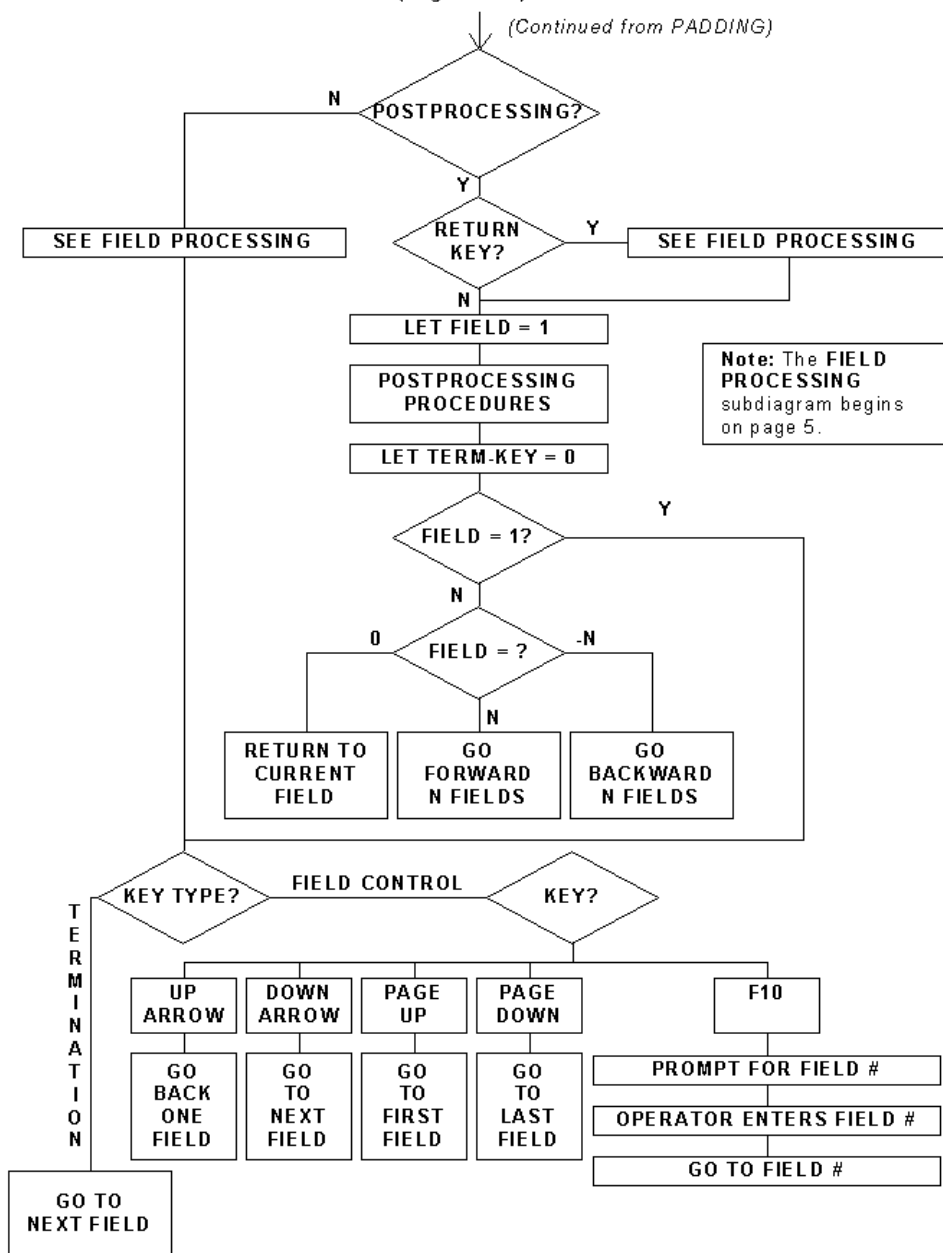 (Continued from PADDING)
N
POSTPROCESSING?
Y
SEE FIELD PROCESSING
RETURN
KEY?
Y
SEE FIELD PROCESSING
N
LET FIELD = 1
Note: The FIELD
PROCESSING
subdiagram begins
on page 5.
POSTPROCESSING
PROCEDURES
LET TERM-KEY = 0
Y
FIELD = 1?
N
0
FIELD = ?
-N
N
RETURN TO
CURRENT
FIELD
GO
FORWARD
N FIELDS
GO
BACKWARD
N FIELDS
KEY TYPE?
FIELD CONTROL
KEY?
TERMINATION
UP
ARROW
DOWN
ARROW
PAGE
UP
PAGE
DOWN
F10
GO
BACK
ONE
FIELD
GO
TO
NEXT
FIELD
GO
TO
FIRST
FIELD
GO
TO
LAST
FIELD
PROMPT FOR FIELD #
OPERATOR ENTERS FIELD #
GO TO FIELD #
GO TO
NEXT FIELD